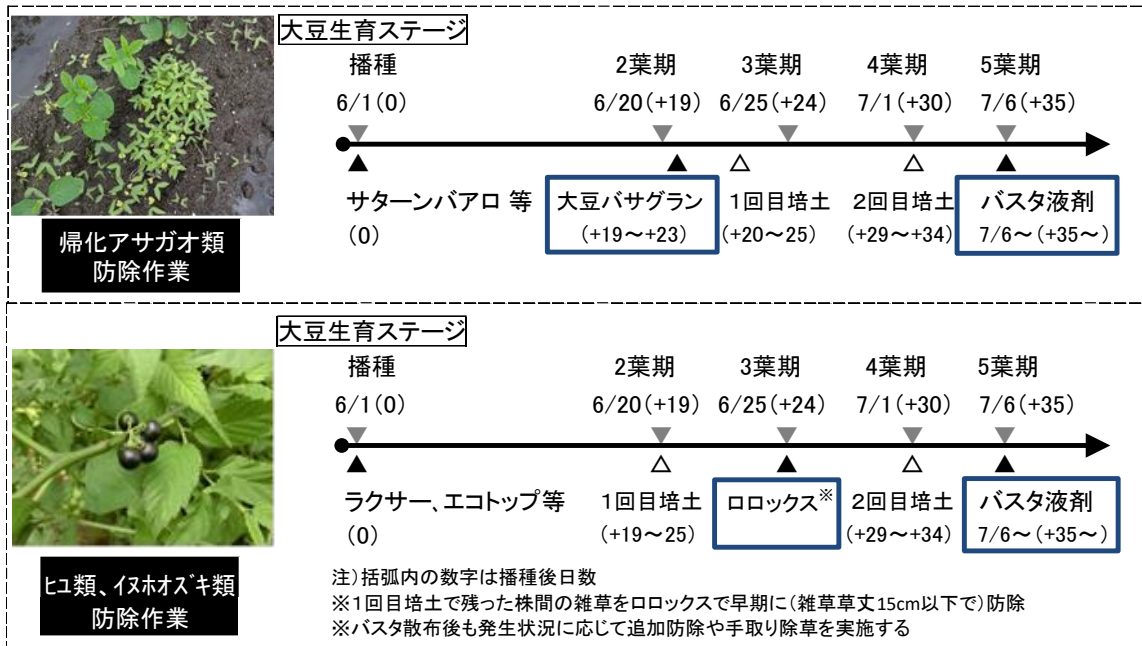 大豆生育ステージ
播種 2葉期 3葉期 4葉期 5葉期
6/1(0) 6/20(+19) 6/25(+24) 7/1(+30) 7/6(+35)
サターンバアロ 等 大豆バサグラン 1回目培土 2回目培土 バスタ液剤
(0) (+19~+23) (+20~25) (+29~+34) 7/6~(+35~)
帰化アサガオ類
防除作業
大豆生育ステージ
播種 2葉期 3葉期 4葉期 5葉期
6/1(0) 6/20(+19) 6/25(+24) 7/1(+30) 7/6(+35)
ラクサー、エコトップ等 1回目培土 ロロックス※ 2回目培土 バスタ液剤
(0) (+19~25) (+29~+34) 7/6~(+35~)
ヒユ類、イヌホオズキ類
防除作業
注)括弧内の数字は播種後日数
※1回目培土で残った株間の雑草をロロックスで早期に(雑草草丈15cm以下で)防除
※バスタ散布後も発生状況に応じて追加防除や手取り除草を実施する